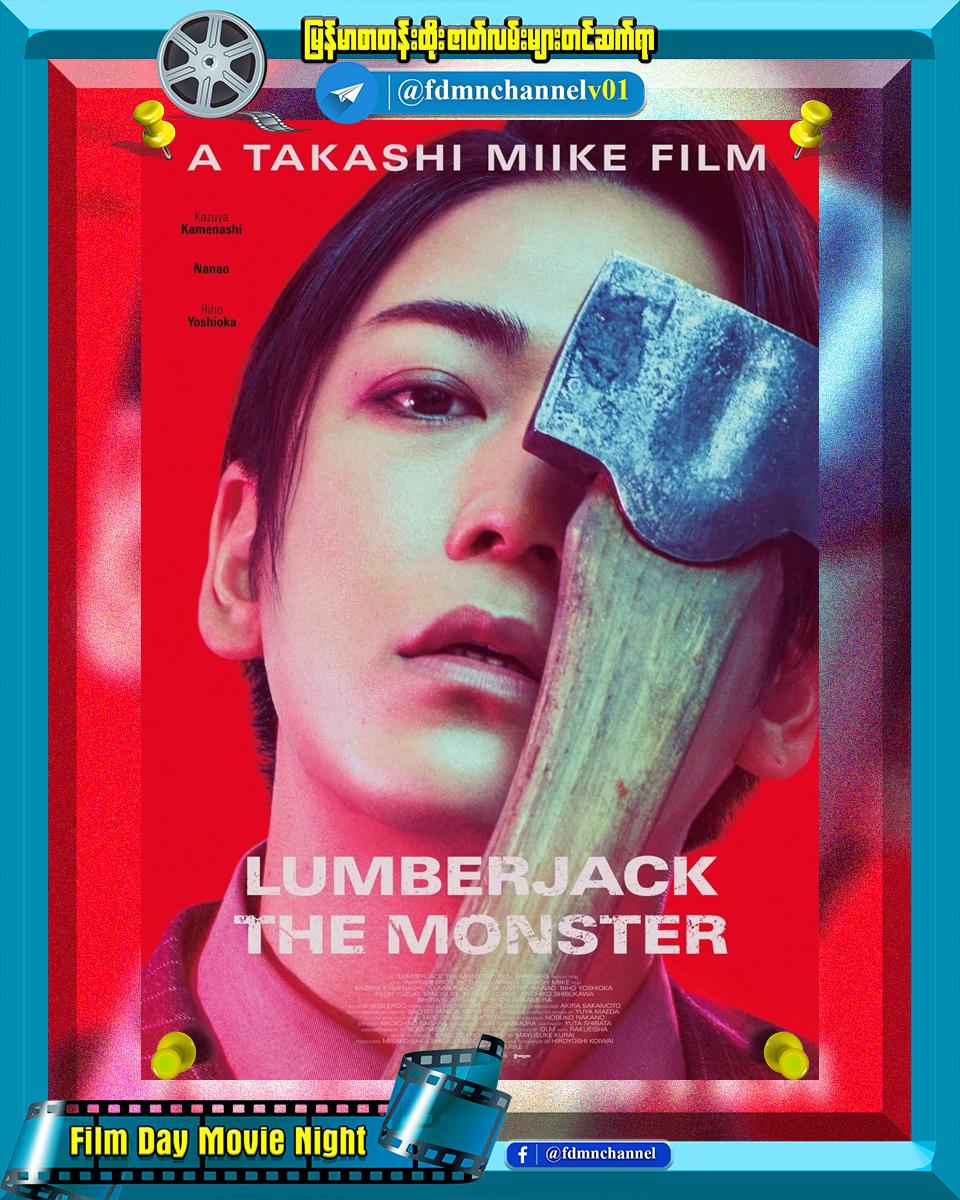 မြန်မာစာတန်းထိုးဇာတ်လမ်းများတင်ဆက်ရာ
@fdmnchannelv01
A TAKASHI MIIKE FILM
Kazuya
Kamenashi
Nanao
Riho
Yoshioka
LUMBERJACK
THE MONSTER
Film Day Movie Night
@fdmnchannel